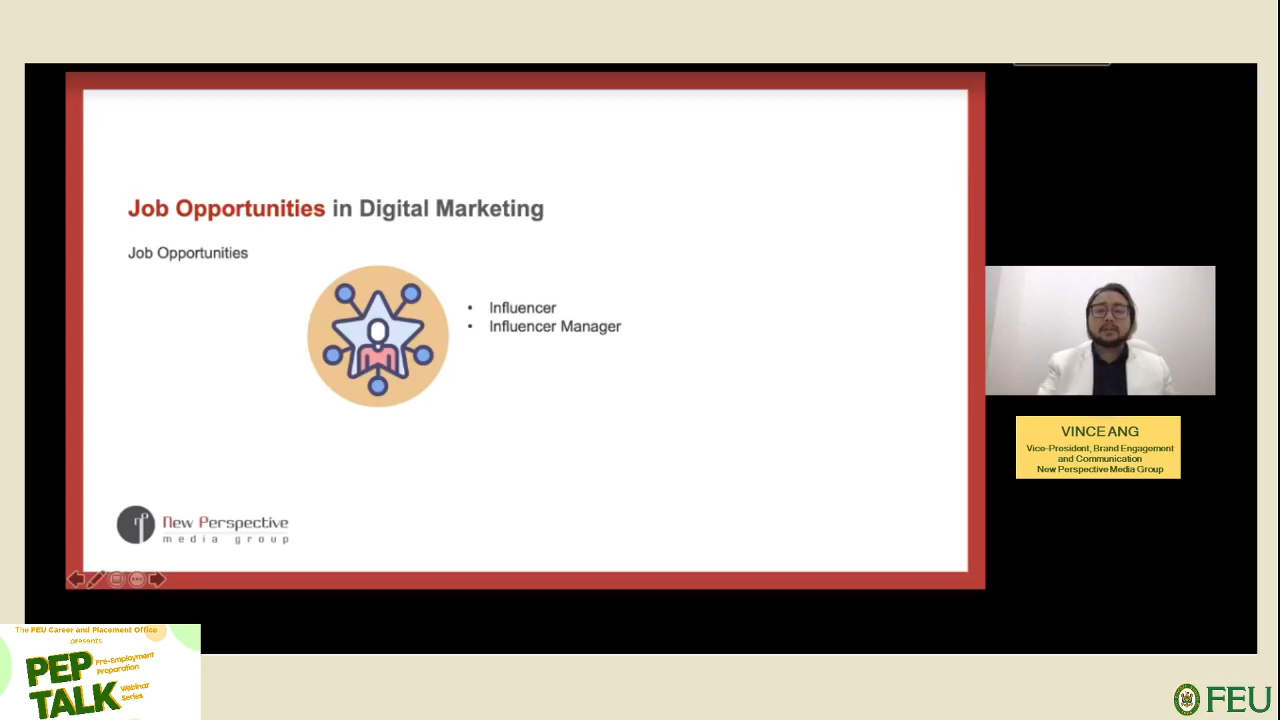 Job Opportunities in Digital Marketing
Job Opportunities
• Influencer
• Influencer Manager
New Perspective
media group
VINCE ANG
Vice-President, Brand Engagement
and Communication
New Perspective Media Group
The FEU Career and Placement Office
presents
PEP TALK
Pre-Employment
Preparation
Webinar
Series
FEU